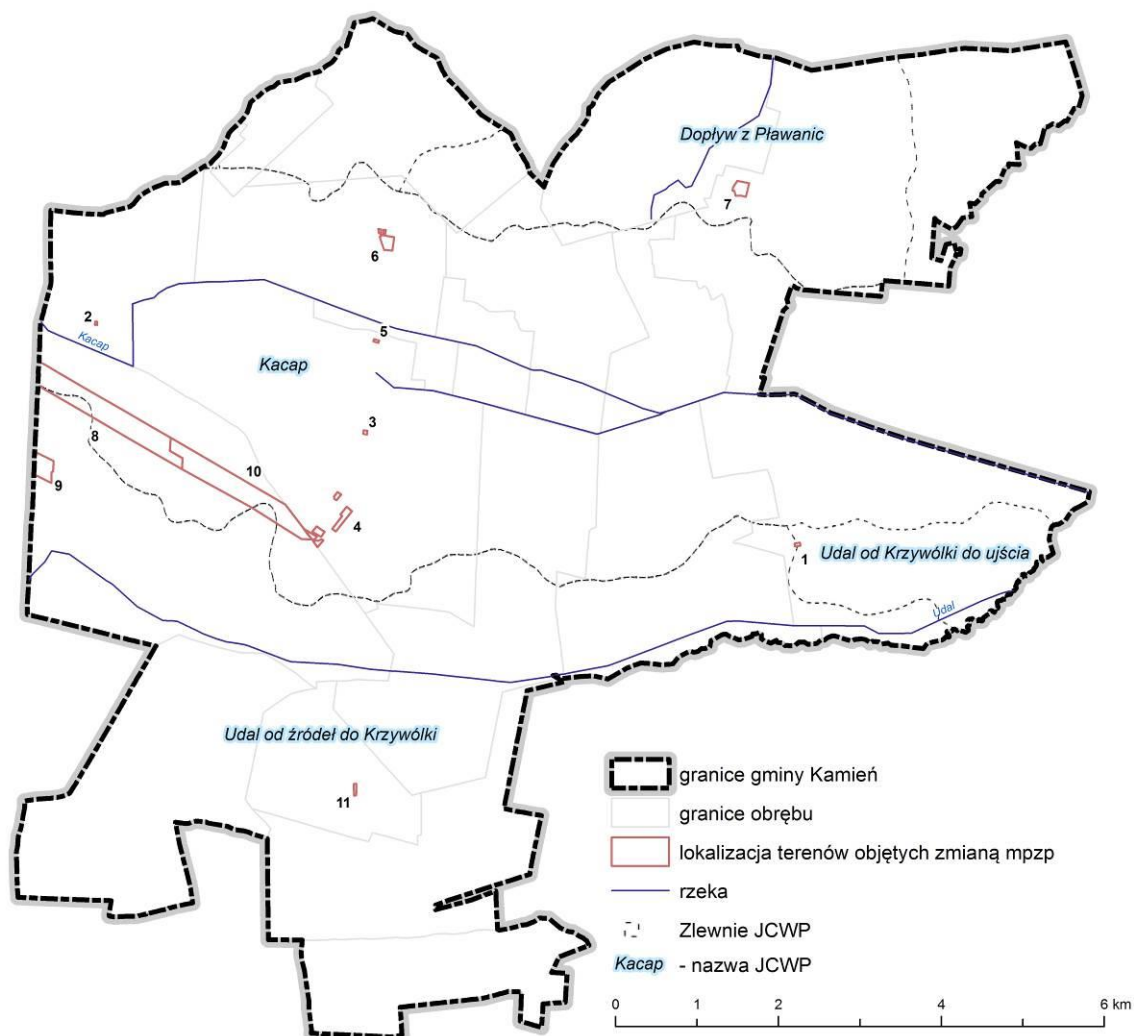 Dopływ z Pławanic
7
6
2
Kacap
5
Kacap
3
8
10
9
4
1
Udal od Krzywólki do ujścia
Udal
Udal od źródeł do Krzywólki
11
granice gminy Kamień
granice obrębu
lokalizacja terenów objętych zmianą mpzp
rzeka
Zlewnie JCWP
Kacap - nazwa JCWP
0 1 2 4 6 km